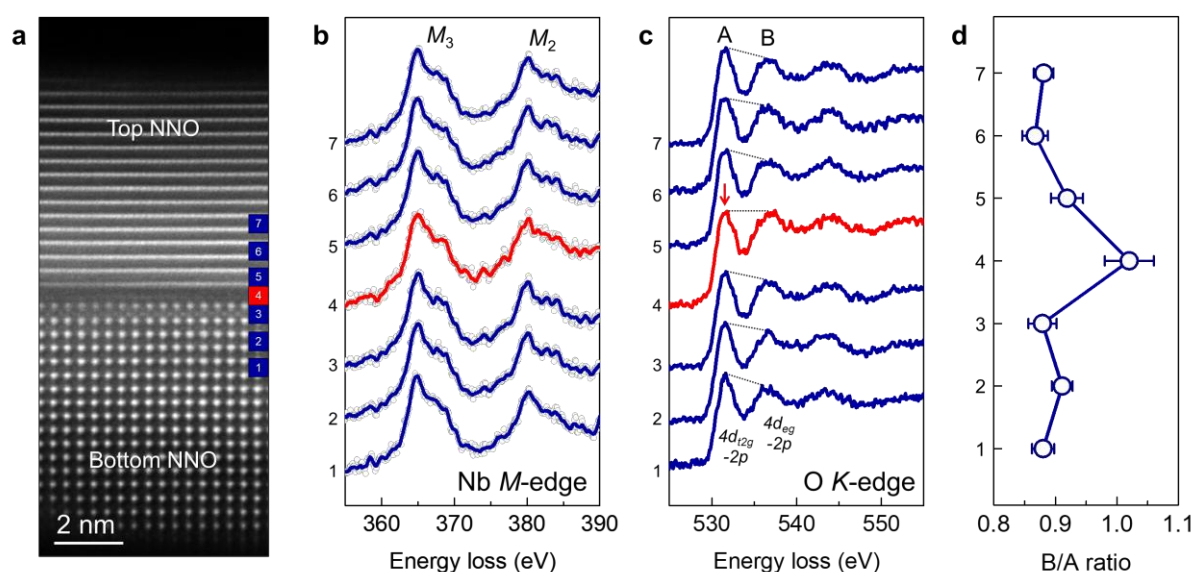 a
Top NNO
7
6
5
4
3
2
1
Bottom NNO
2 nm
b
M3
M2
7
6
5
4
3
2
1
Nb M-edge
360
370
380
390
Energy loss (eV)
c
A
B
7
6
5
4
3
2
1
4dt2g
-2p
4deg
-2p
O K-edge
530
540
550
Energy loss (eV)
d
7
6
5
4
3
2
1
0.8
0.9
1.0
1.1
B/A ratio